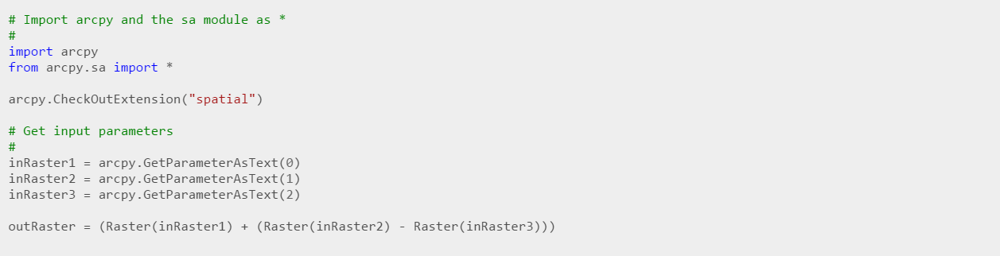 # Import arcpy and the sa module as *
#
import arcpy
from arcpy.sa import *
arcpy.CheckOutExtension("spatial")
# Get input parameters
#
inRaster1 = arcpy.GetParameterAsText(0)
inRaster2 = arcpy.GetParameterAsText(1)
inRaster3 = arcpy.GetParameterAsText(2)
outRaster = (Raster(inRaster1) + (Raster(inRaster2) - Raster(inRaster3)))